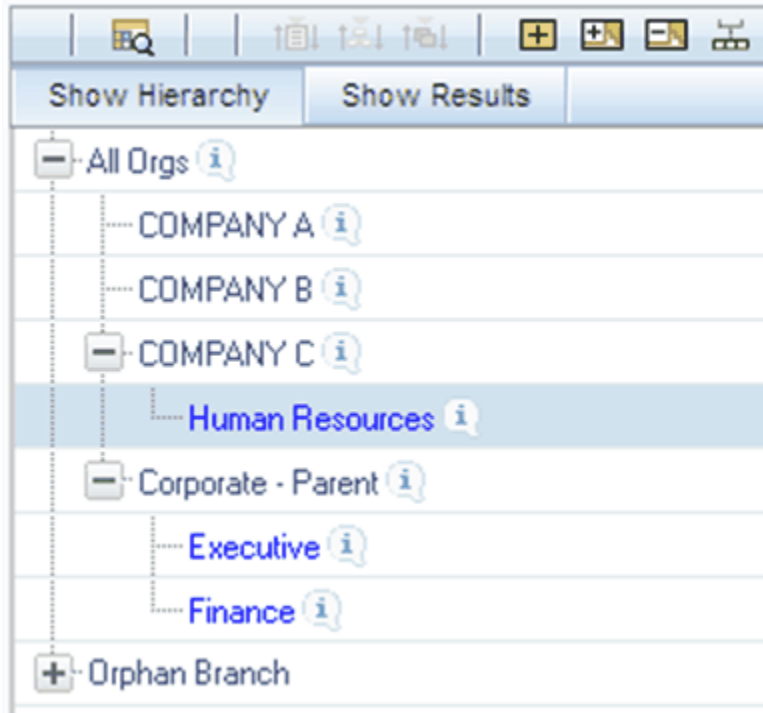 Show Hierarchy Show Results
All Orgs
COMPANY A
COMPANY B
COMPANY C
Human Resources
Corporate - Parent
Executive
Finance
Orphan Branch